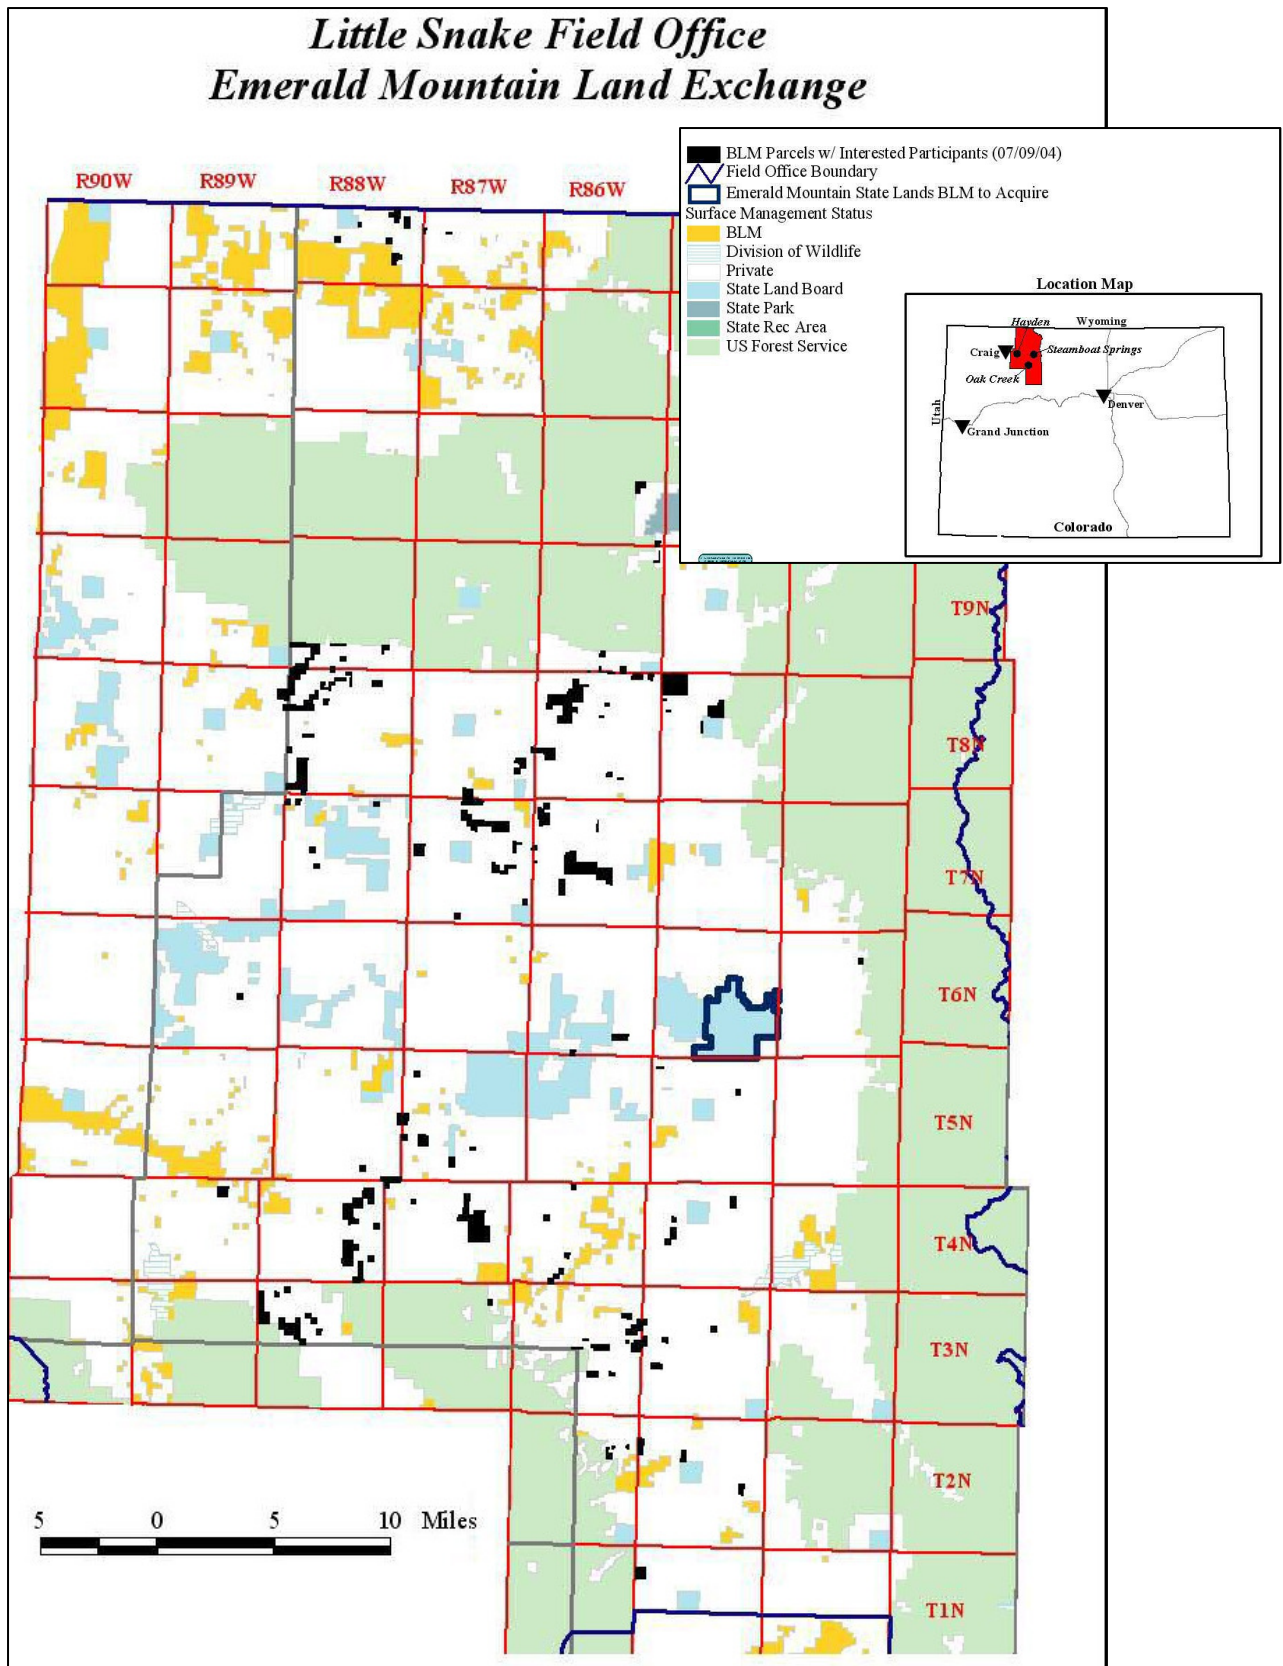 Little Snake Field Office
Emerald Mountain Land Exchange
BLM Parcels w/ Interested Participants (07/09/04)
Field Office Boundary
Emerald Mountain State Lands BLM to Acquire
Surface Management Status
BLM
Division of Wildlife
Private
State Land Board
State Park
State Rec Area
US Forest Service
Location Map
Hayden
Wyoming
Craig
Steamboat Springs
Oak Creek
Denver
Utah
Grand Junction
Colorado
R90W R89W R88W R87W R86W
T9N
T8N
T7N
T6N
T5N
T4N
T3N
T2N
T1N
5 0 5 10 Miles